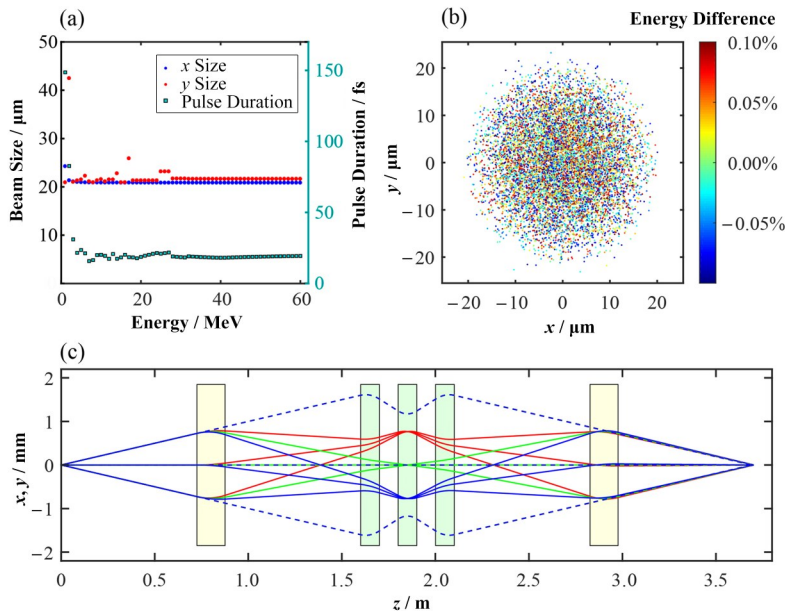 (a)
50
40
30
20
10
0
20
40
60
Energy / MeV
Beam Size / µm
x Size
y Size
Pulse Duration
150
100
50
0
Pulse Duration / fs
(b)
Energy Difference
20
10
0
−10
−20
y / µm
−20
−10
0
10
20
x / µm
0.10%
0.05%
0.00%
−0.05%
(c)
2
1
0
-1
-2
x, y / mm
0
0.5
1.0
1.5
2.0
2.5
3.0
3.5
z / m